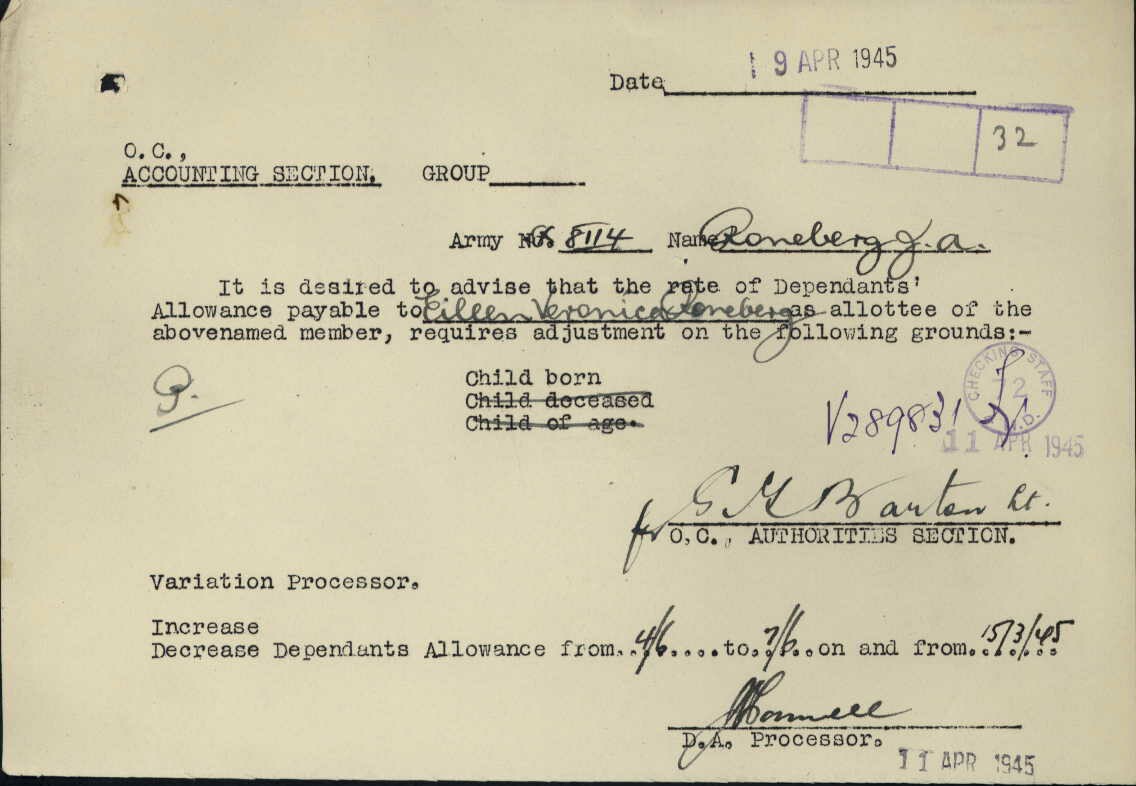 Date 19 APR 1945
32
O.C.,
ACCOUNTING SECTION. GROUP
Army No. 8114 Name Roneberg J.A.
It is desired to advise that the rate of Dependants'
Allowance payable to Eileen Veronica Roneberg as allottee of the
abovenamed member, requires adjustment on the following grounds:-
Child born
Child deceased
Child of age.
CHECKING STAFF
V289831
11 APR 1945
Barton Lt.
O.C., AUTHORITIES SECTION.
Variation Processor.
Increase
Decrease Dependants Allowance from..4/6.....to.7/6..on and from.15/3/45
D.A. Processor.
11 APR 1945